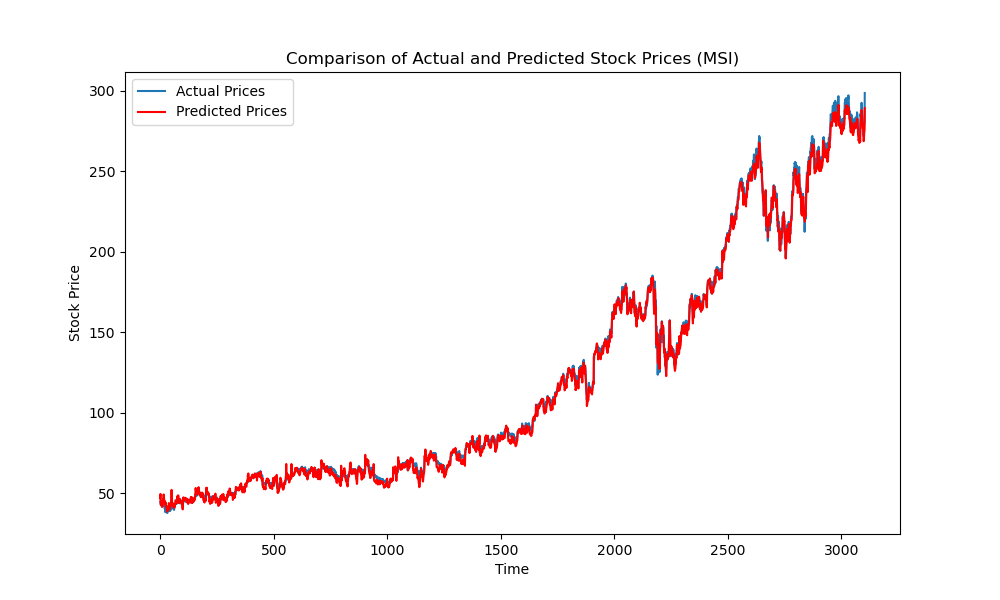 Comparison of Actual and Predicted Stock Prices (MSI)
Actual Prices
Predicted Prices
300
250
200
150
100
50
Stock Price
0 500 1000 1500 2000 2500 3000
Time